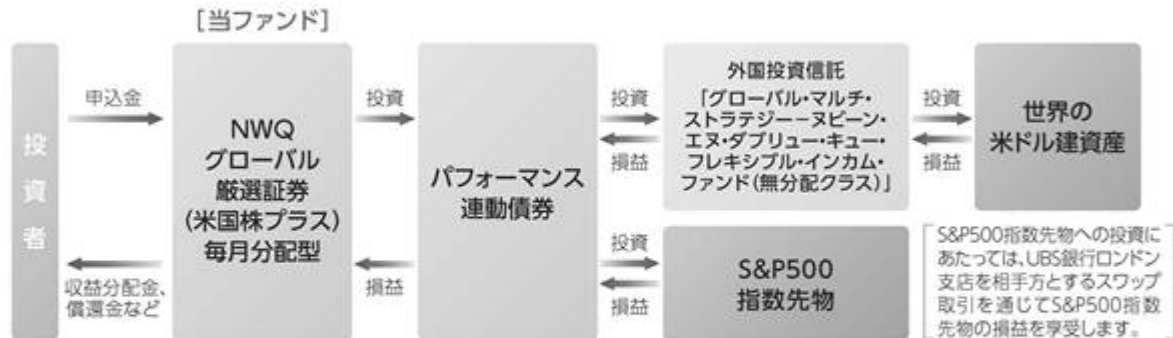 [当ファンド]
投資者
申込金
収益分配金、
償還金など
NWQ
グローバル
厳選証券
(米国株プラス)
毎月分配型
投資
損益
パフォーマンス
連動債券
投資
損益
外国投資信託
「グローバル・マルチ・
ストラテジー－ヌビーン・
エヌ・ダブリュー・キュー・
フレキシブル・インカム・
ファンド(無分配クラス)」
投資
損益
世界の
米ドル建資産
投資
損益
S&P500
指数先物
S&P500指数先物への投資に
あたっては、UBS銀行ロンドン
支店を相手方とするスワップ
取引を通じてS&P500指数
先物の損益を享受します。